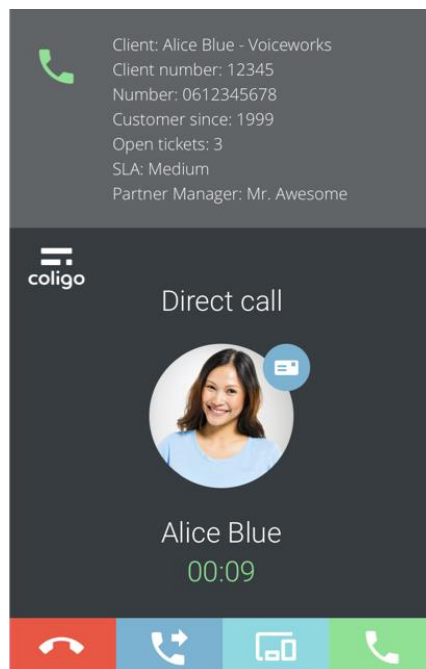 Client: Alice Blue - Voiceworks
Client number: 12345
Number: 0612345678
Customer since: 1999
Open tickets: 3
SLA: Medium
Partner Manager: Mr. Awesome
coligo
Direct call
Alice Blue
00:09